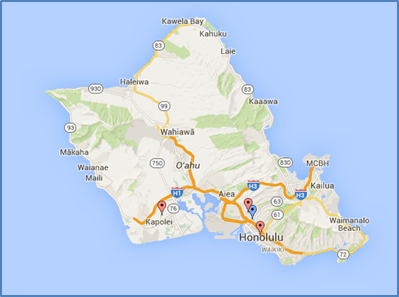 Kawela Bay
Kahuku
83
Laie
930
Haleiwa
83
99
Kaaawa
93
Wahiawā
Mākaha
750
O'ahu
830
MCBH
Waianae
Maili
H1
Aiea
H3
H3
Kailua
63
61
Kapolei
76
Waimanalo
Beach
Honolulu
Waikiki
72